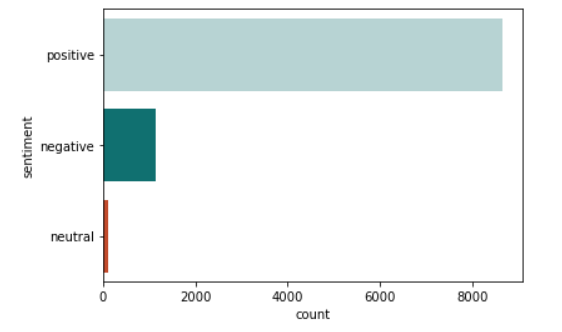 positive
negative
neutral
sentiment
0 2000 4000 6000 8000
count